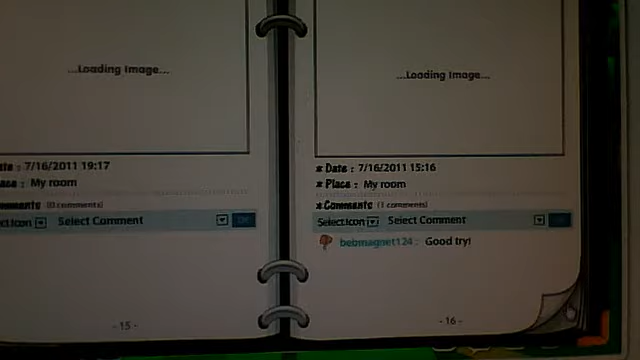 ...Loading Image...
...Loading Image...
ate : 7/16/2011 19:17
ace : My room
mments (0 comments)
ct Icon Select Comment
- 15 -
* Date : 7/16/2011 15:16
* Place : My room
* Comments (1 comments)
Select Icon Select Comment
bebmagnet124 : Good try!
- 16 -